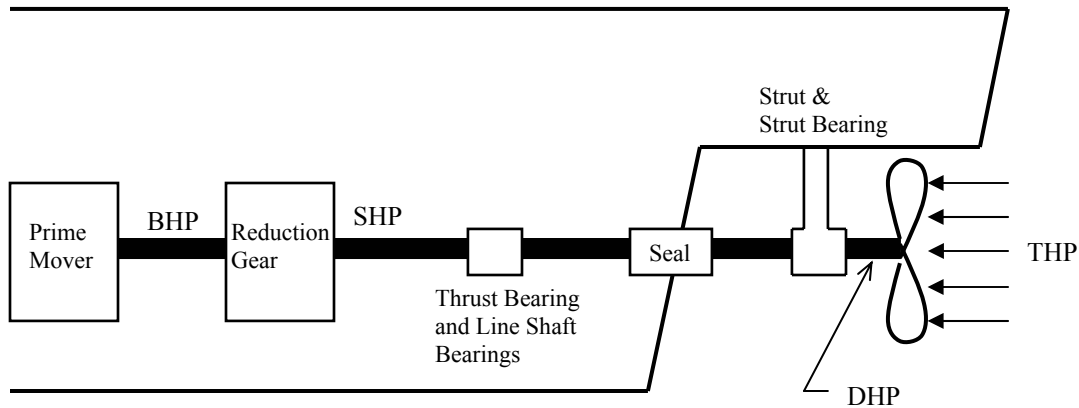 Strut &
Strut Bearing
Prime
Mover
BHP
Reduction
Gear
SHP
Thrust Bearing
and Line Shaft
Bearings
Seal
THP
DHP